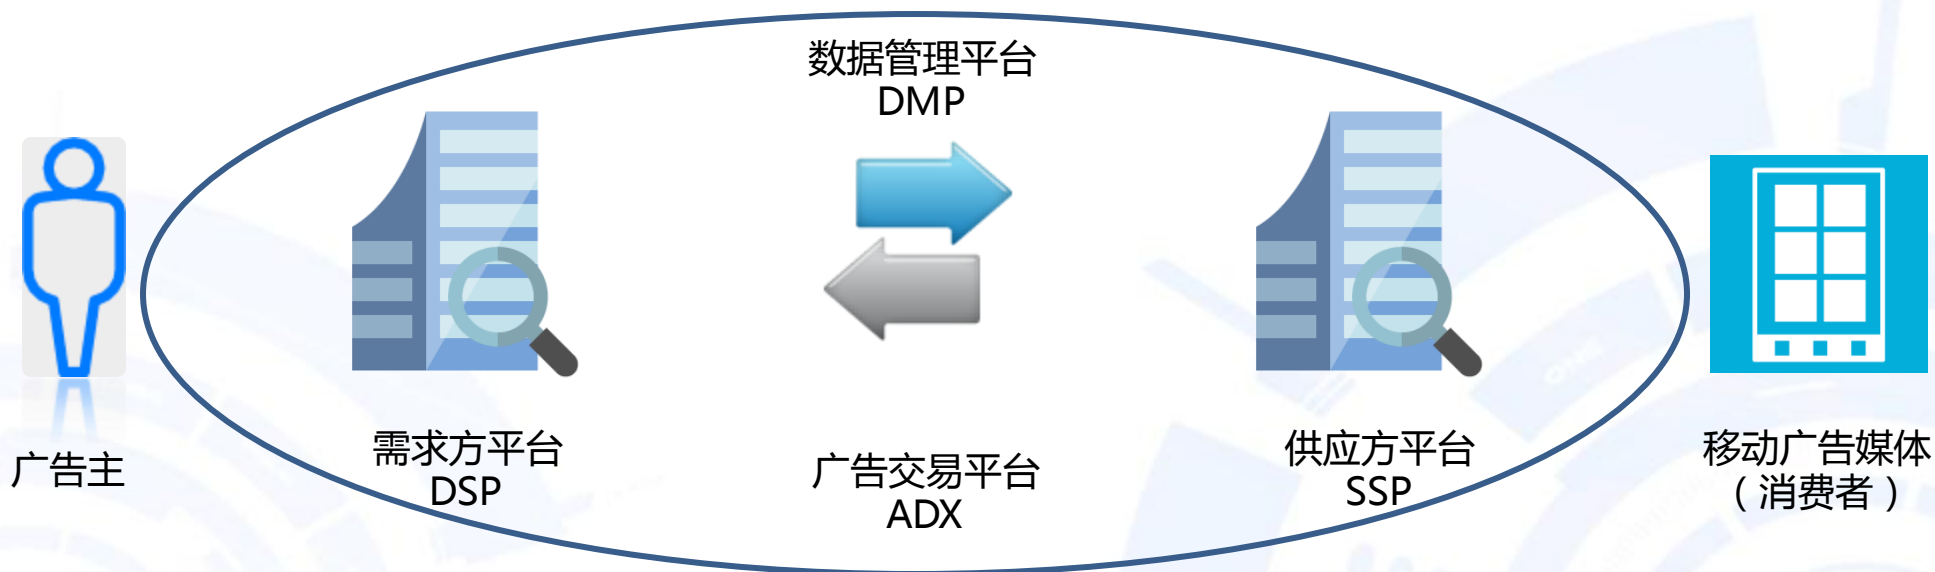 数据管理平台
DMP
广告主
需求方平台
DSP
广告交易平台
ADX
供应方平台
SSP
移动广告媒体
（消费者）